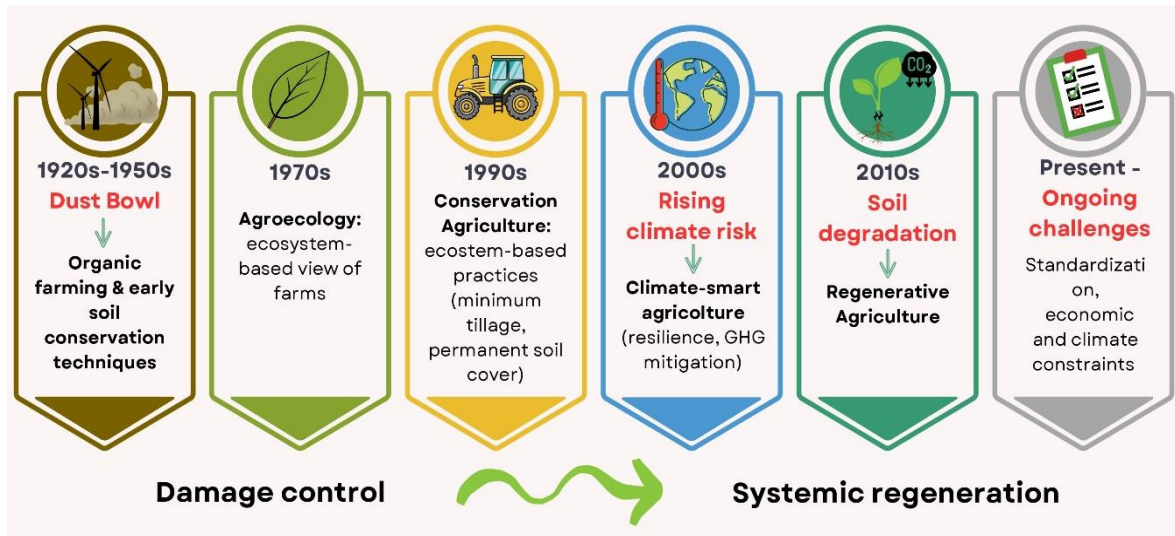 1920s-1950s
Dust Bowl
Organic
farming & early
soil
conservation
techniques
1970s
Agroecology:
ecosystem-
based view of
farms
1990s
Conservation
Agriculture:
ecostem-based
practices
(minimum
tillage,
permanent soil
cover)
2000s
Rising
climate risk
Climate-smart
agricolture
(resilience, GHG
mitigation)
CO₂
2010s
Soil
degradation
Regenerative
Agriculture
Present -
Ongoing
challenges
Standardizati
on,
economic
and climate
constraints
Damage control
Systemic regeneration